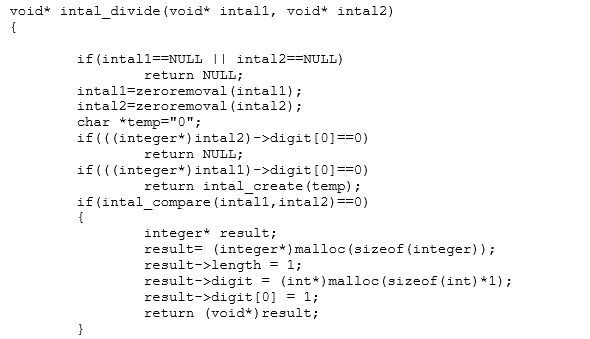 void* intal_divide(void* intal1, void* intal2)
{
if(intal1==NULL || intal2==NULL)
return NULL;
intal1=zeroremoval(intal1);
intal2=zeroremoval(intal2);
char *temp="0";
if(((integer*)intal2)->digit[0]==0)
return NULL;
if(((integer*)intal1)->digit[0]==0)
return intal_create(temp);
if(intal_compare(intal1,intal2)==0)
{
integer* result;
result= (integer*)malloc(sizeof(integer));
result->length = 1;
result->digit = (int*)malloc(sizeof(int)*1);
result->digit[0] = 1;
return (void*)result;
}